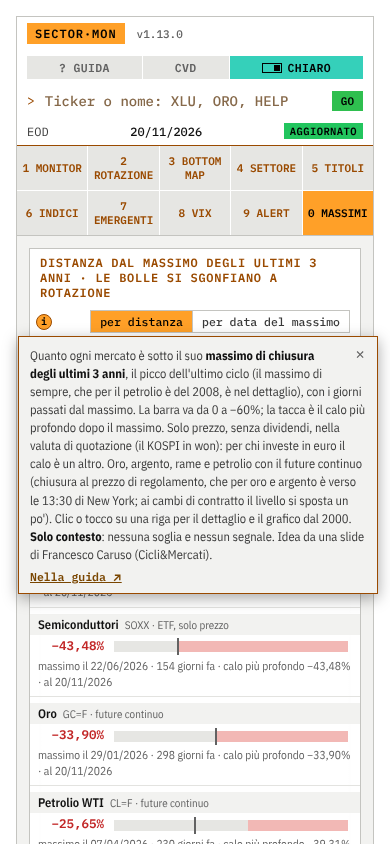 SECTOR·MON v1.13.0
? GUIDA CVD CHIARO
> Ticker o nome: XLU, ORO, HELP GO
EOD 20/11/2026 AGGIORNATO
1 MONITOR 2 ROTAZIONE 3 BOTTOM MAP 4 SETTORE 5 TITOLI
6 INDICI 7 EMERGENTI 8 VIX 9 ALERT 0 MASSIMI
DISTANZA DAL MASSIMO DEGLI ULTIMI 3
ANNI · LE BOLLE SI SGONFIANO A
ROTAZIONE
i per distanza per data del massimo
Quanto ogni mercato è sotto il suo massimo di chiusura ×
degli ultimi 3 anni, il picco dell'ultimo ciclo (il massimo di
sempre, che per il petrolio è del 2008, è nel dettaglio), con i giorni
passati dal massimo. La barra va da 0 a −60%; la tacca è il calo più
profondo dopo il massimo. Solo prezzo, senza dividendi, nella
valuta di quotazione (il KOSPI in won): per chi investe in euro il
calo è un altro. Oro, argento, rame e petrolio con il future continuo
(chiusura al prezzo di regolamento, che per oro e argento è verso
le 13:30 di New York; ai cambi di contratto il livello si sposta un
po'). Clic o tocco su una riga per il dettaglio e il grafico dal 2000.
Solo contesto: nessuna soglia e nessun segnale. Idea da una slide
di Francesco Caruso (Cicli&Mercati).
Nella guida ↗
Semiconduttori SOXX · ETF, solo prezzo
−43,48%
massimo il 22/06/2026 · 154 giorni fa · calo più profondo −43,48%
· al 20/11/2026
Oro GC=F · future continuo
−33,90%
massimo il 29/01/2026 · 298 giorni fa · calo più profondo −33,90%
· al 20/11/2026
Petrolio WTI CL=F · future continuo
−25,65%
massimo il 07/04/2026 · 230 giorni fa · calo più profondo −39,31%